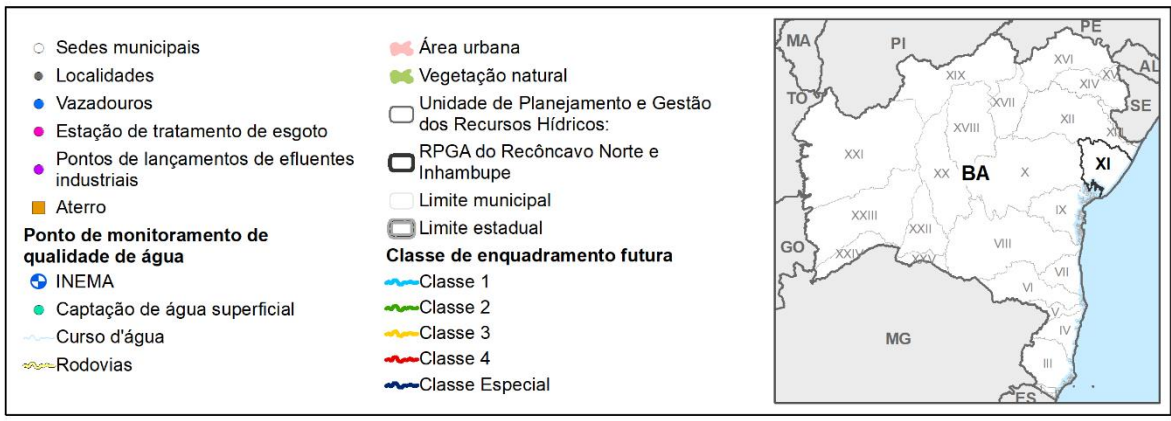 Sedes municipais
Localidades
Vazadouros
Estação de tratamento de esgoto
Pontos de lançamentos de efluentes
industriais
Aterro
Ponto de monitoramento de
qualidade de água
INEMA
Captação de água superficial
Curso d'água
Rodovias
Área urbana
Vegetação natural
Unidade de Planejamento e Gestão
dos Recursos Hídricos:
RPGA do Recôncavo Norte e
Inhambupe
Limite municipal
Limite estadual
Classe de enquadramento futura
Classe 1
Classe 2
Classe 3
Classe 4
Classe Especial
MA
PI
PE
AL
TO
SE
XIX
XVI
XV
XIV
XVII
XII
XVIII
XIII
XXI
XI
XX
BA
X
IX
XXIII
XXII
VIII
GO
XXIV
XXV
VII
VI
V
IV
MG
III
ES